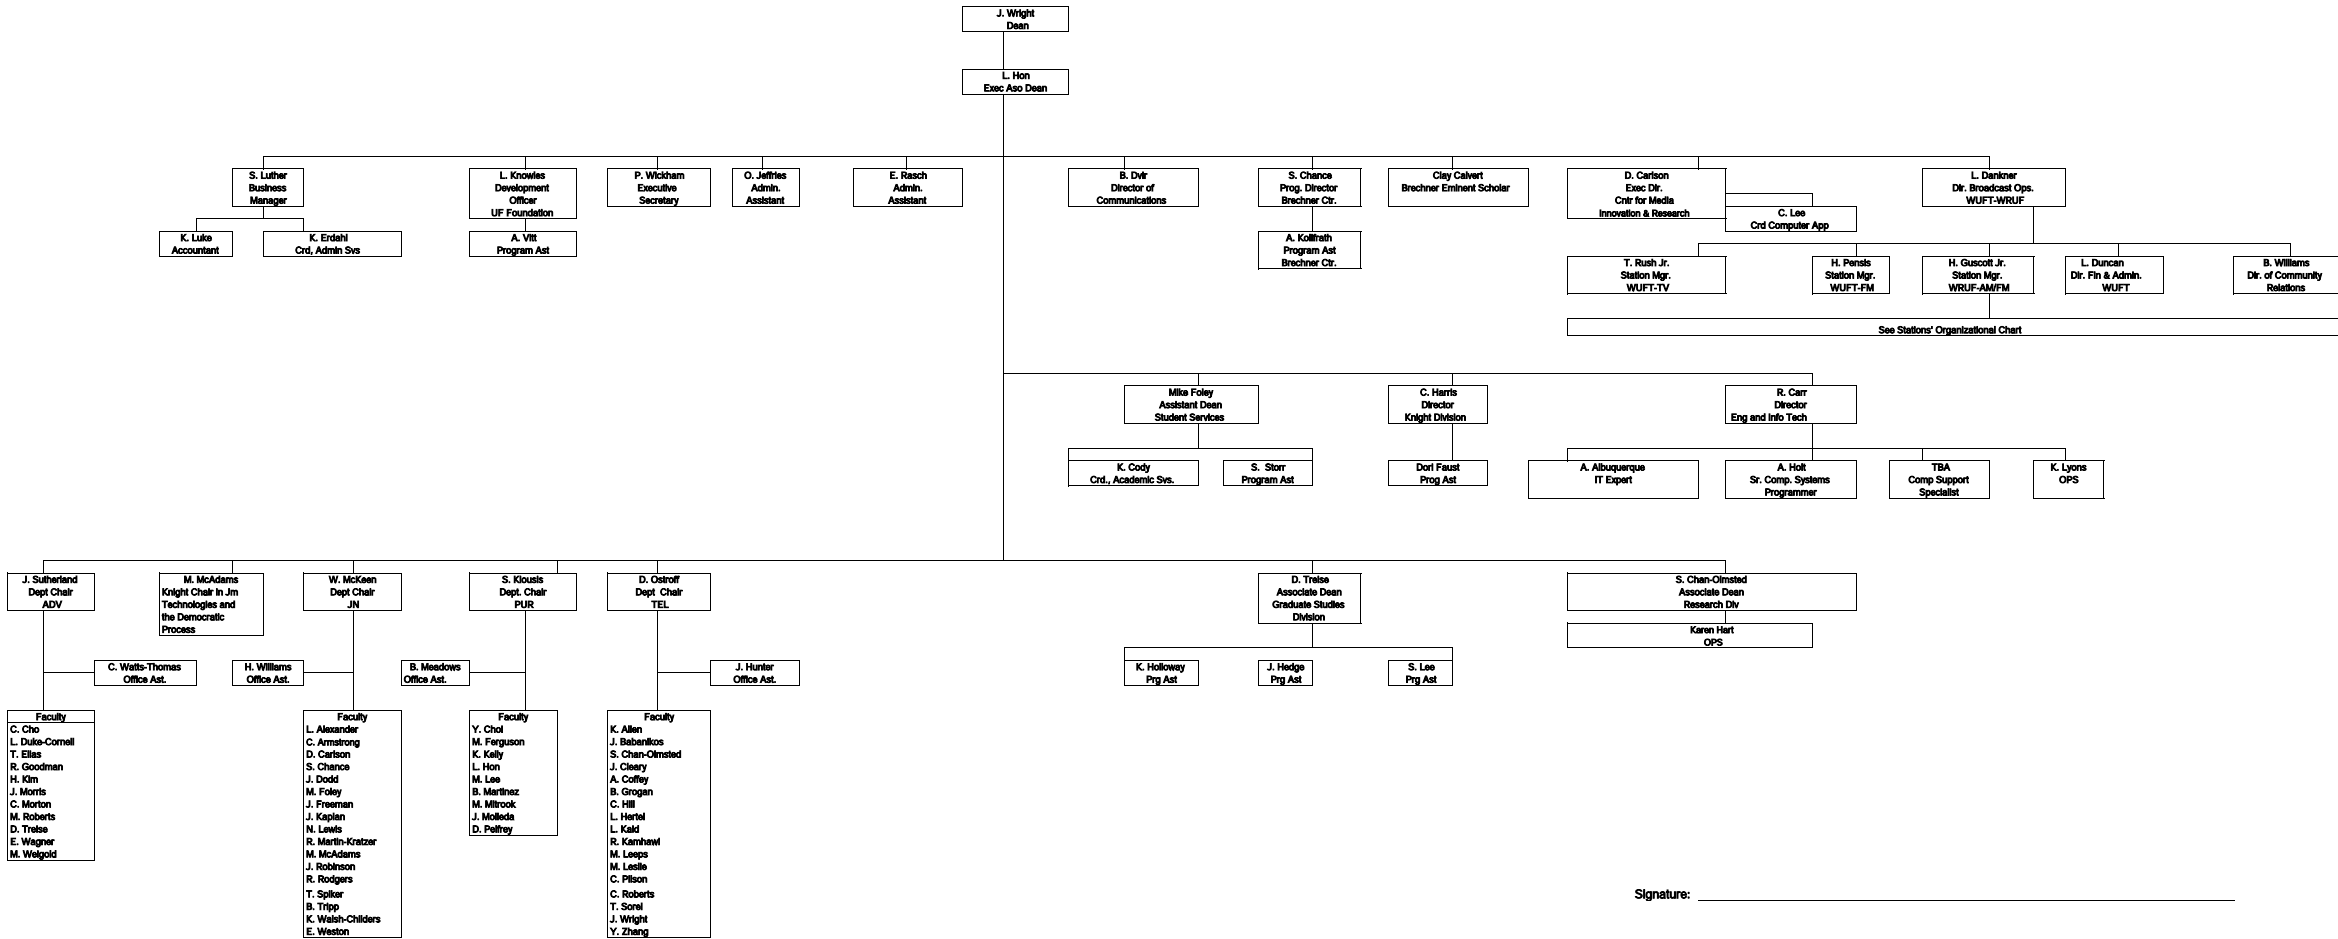 J. Wright
Dean
L. Hon
Exec Aso Dean
S. Luther
Business
Manager
L. Knowles
Development
Officer
UF Foundation
P. Wickham
Executive
Secretary
O. Jeffries
Admin.
Assistant
E. Rasch
Admin.
Assistant
B. Dvir
Director of
Communications
S. Chance
Prog. Director
Brechner Ctr.
Clay Calvert
Brechner Eminent Scholar
D. Carlson
Exec Dir.
Cntr for Media
Innovation & Research
C. Lee
Crd Computer App
L. Dankner
Dir. Broadcast Ops.
WUFT-WRUF
K. Luke
Accountant
K. Erdahl
Crd, Admin Svs
A. Vitt
Program Ast
A. Kollifrath
Program Ast
Brechner Ctr.
T. Rush Jr.
Station Mgr.
WUFT-TV
H. Pensis
Station Mgr.
WUFT-FM
H. Guscott Jr.
Station Mgr.
WRUF-AM/FM
L. Duncan
Dir. Fin & Admin.
WUFT
B. Williams
Dir. of Community
Relations
See Stations' Organizational Chart
Mike Foley
Assistant Dean
Student Services
C. Harris
Director
Knight Division
R. Carr
Director
Eng and Info Tech
K. Cody
Crd., Academic Svs.
S. Storr
Program Ast
Dori Faust
Prog Ast
A. Albuquerque
IT Expert
A. Holt
Sr. Comp. Systems
Programmer
TBA
Comp Support
Specialist
K. Lyons
OPS
J. Sutherland
Dept Chair
ADV
M. McAdams
Knight Chair in Jrn
Technologies and
the Democratic
Process
W. McKeen
Dept Chair
JN
S. Kiousis
Dept. Chair
PUR
D. Ostroff
Dept Chair
TEL
D. Treise
Associate Dean
Graduate Studies
Division
S. Chan-Olmsted
Associate Dean
Research Div
Karen Hart
OPS
C. Watts-Thomas
Office Ast.
H. Williams
Office Ast.
B. Meadows
Office Ast.
J. Hunter
Office Ast.
K. Holloway
Prg Ast
J. Hedge
Prg Ast
S. Lee
Prg Ast
Faculty
C. Cho
L. Duke-Cornell
T. Elias
R. Goodman
H. Kim
J. Morris
C. Morton
M. Roberts
D. Treise
E. Wagner
M. Weigold
Faculty
L. Alexander
C. Armstrong
D. Carlson
S. Chance
J. Dodd
M. Foley
J. Freeman
J. Kaplan
N. Lewis
R. Martin-Kratzer
M. McAdams
J. Robinson
R. Rodgers
T. Spiker
B. Tripp
K. Walsh-Childers
E. Weston
Faculty
Y. Choi
M. Ferguson
K. Kelly
L. Hon
M. Lee
B. Martinez
M. Mitrook
J. Molleda
D. Pelfrey
Faculty
K. Allen
J. Babanikos
S. Chan-Olmsted
J. Cleary
A. Coffey
B. Grogan
C. Hill
L. Hertel
L. Kaid
R. Kamhawi
M. Leeps
M. Leslie
C. Pilson
C. Roberts
T. Sorel
J. Wright
Y. Zhang
Signature: